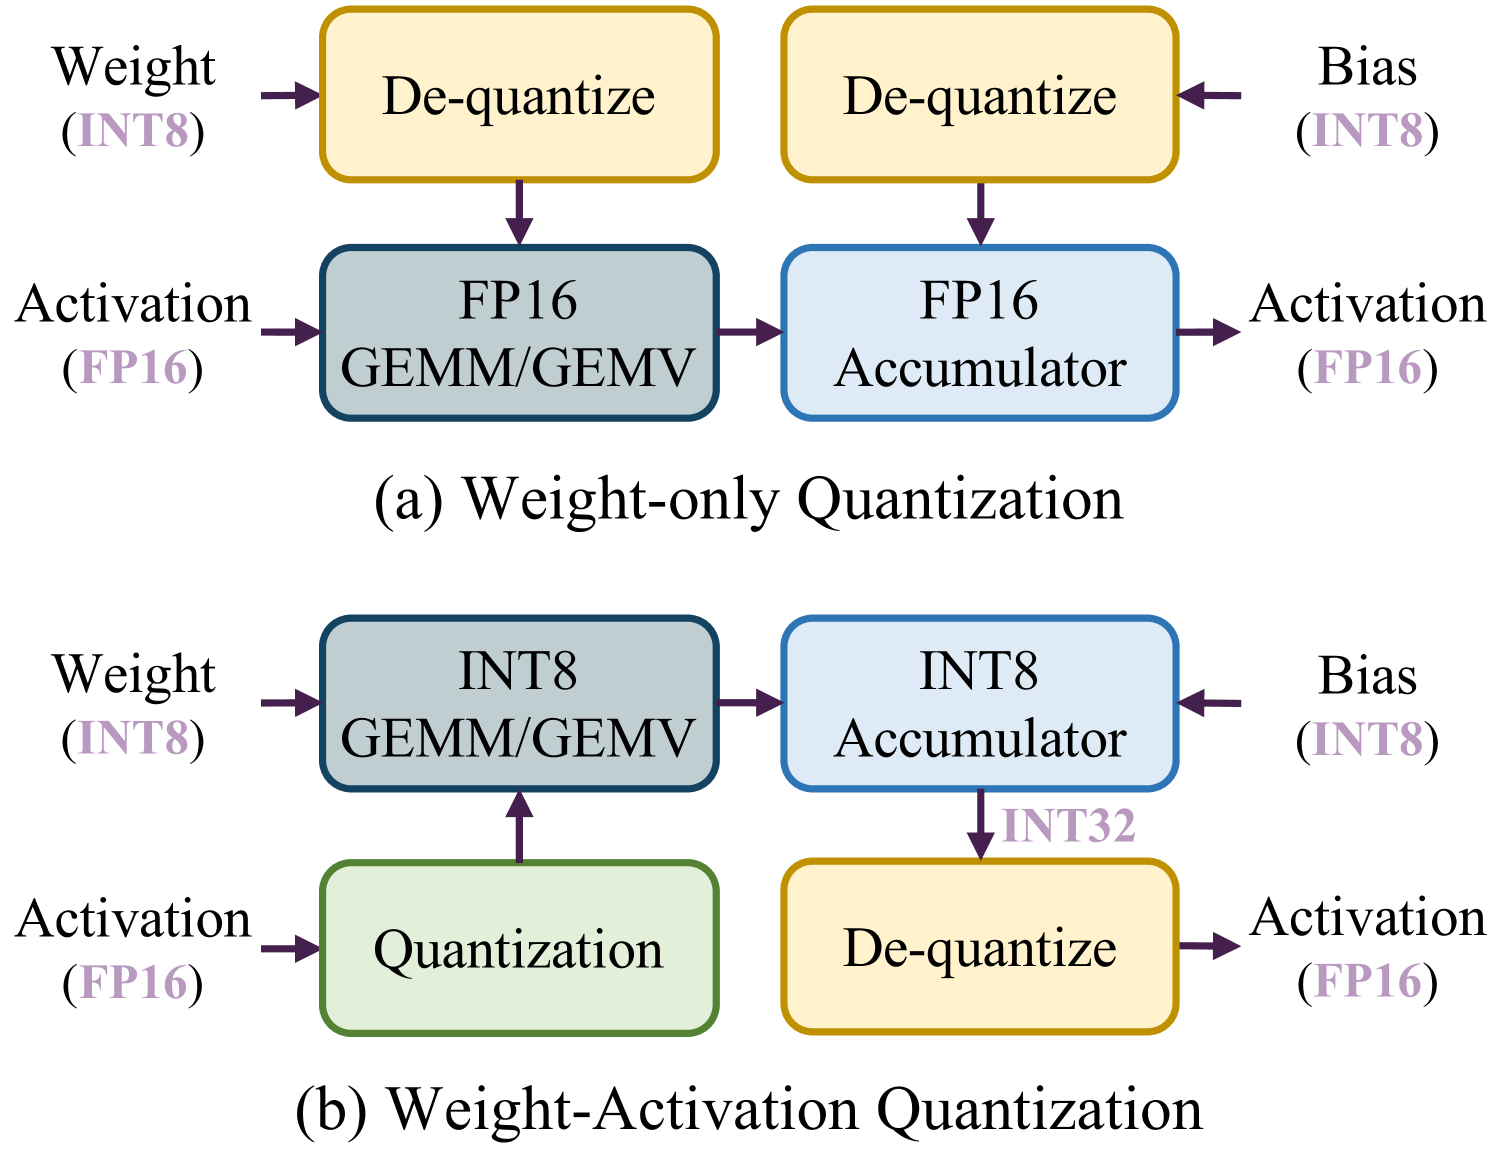 Weight
(INT8)
De-quantize
De-quantize
Bias
(INT8)
Activation
(FP16)
FP16
GEMM/GEMV
FP16
Accumulator
Activation
(FP16)
(a) Weight-only Quantization
Weight
(INT8)
INT8
GEMM/GEMV
INT8
Accumulator
Bias
(INT8)
INT32
Activation
(FP16)
Quantization
De-quantize
Activation
(FP16)
(b) Weight-Activation Quantization